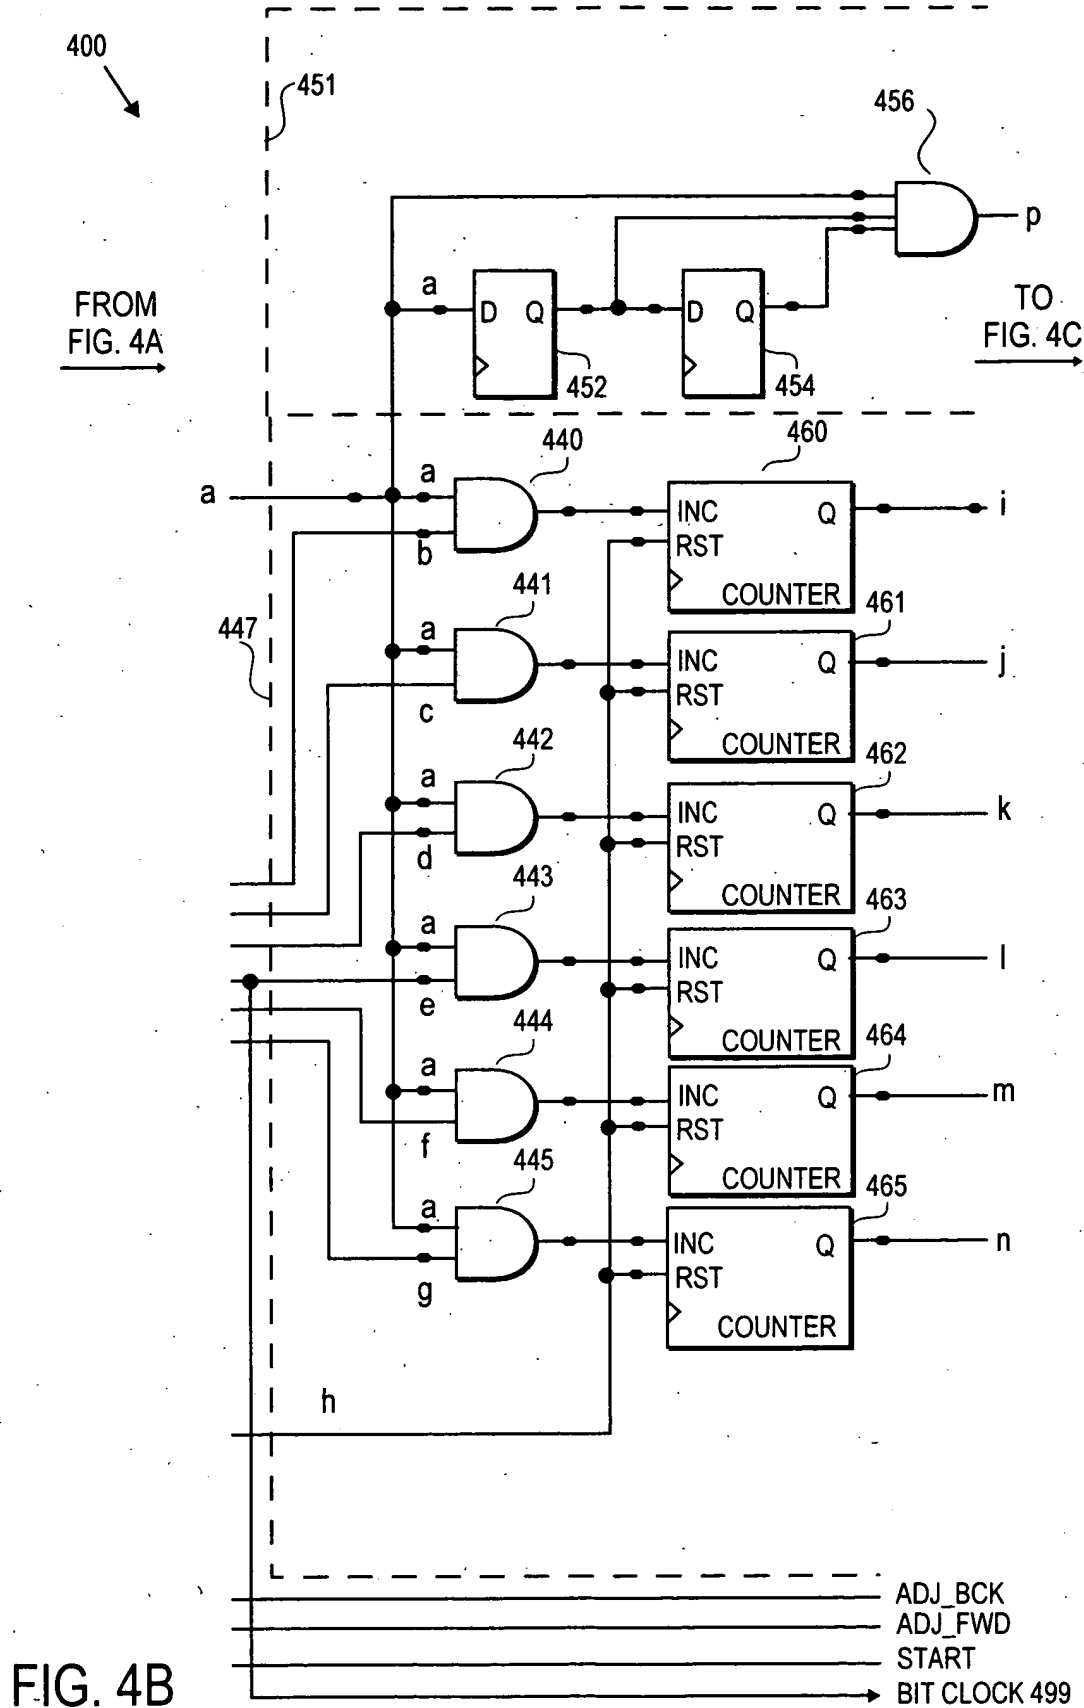 400
451
456
p
a
D Q
D Q
FROM
FIG. 4A
TO
FIG. 4C
452
454
440
460
a
a
INC
Q
i
RST
b
COUNTER
441
461
447
a
INC
Q
j
RST
c
COUNTER
442
462
a
INC
Q
k
RST
d
COUNTER
443
463
a
INC
Q
l
RST
e
COUNTER
444
464
a
INC
Q
m
RST
f
COUNTER
445
465
a
INC
Q
n
RST
g
COUNTER
h
ADJ_BCK
ADJ_FWD
START
BIT CLOCK 499
FIG. 4B